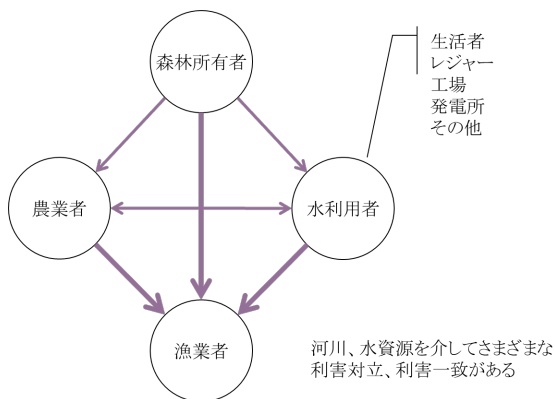 森林所有者
生活者
レジャー
工場
発電所
その他
農業者
水利用者
漁業者
河川、水資源を介してさまざまな
利害対立、利害一致がある